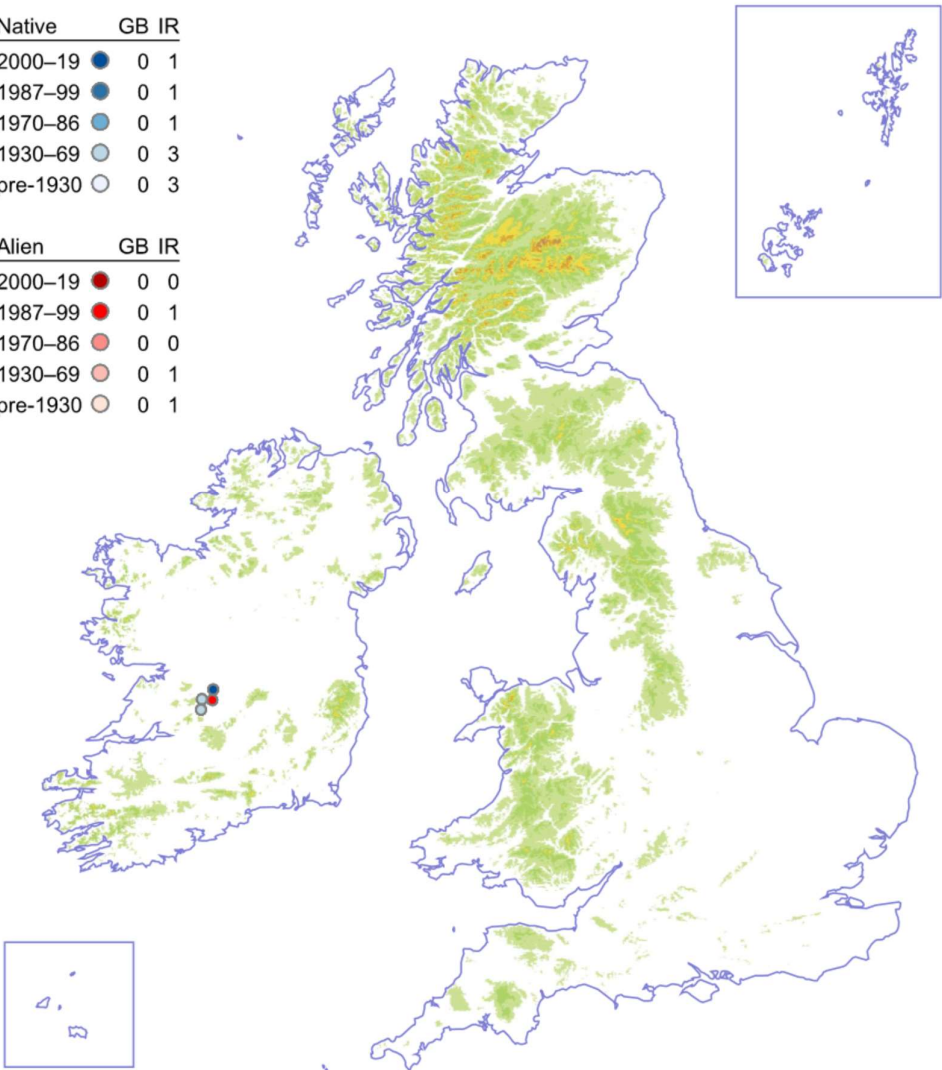 Native GB IR
2000–19 0 1
1987–99 0 1
1970–86 0 1
1930–69 0 3
pre-1930 0 3
Alien GB IR
2000–19 0 0
1987–99 0 1
1970–86 0 0
1930–69 0 1
pre-1930 0 1